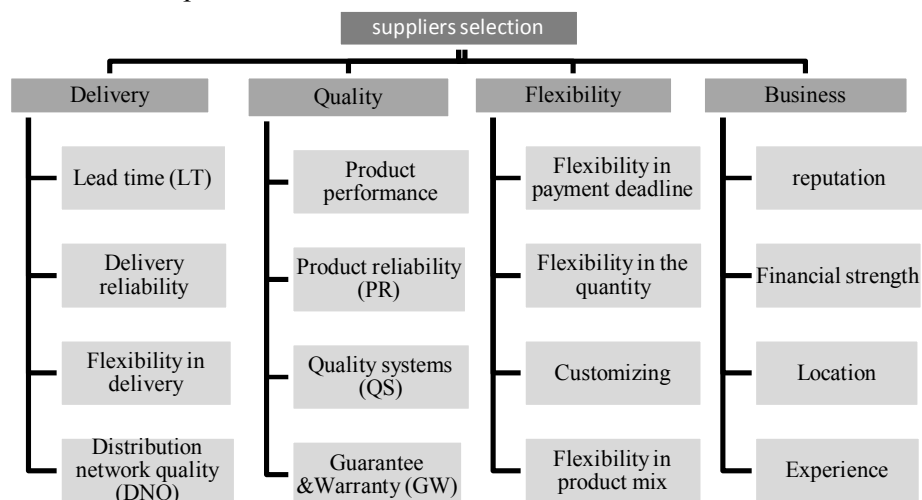 suppliers selection
Delivery
Lead time (LT)
Delivery
reliability
Flexibility in
delivery
Distribution
network quality
(DNQ)
Quality
Product
performance
Product reliability
(PR)
Quality systems
(QS)
Guarantee
&Warranty (GW)
Flexibility
Flexibility in
payment deadline
Flexibility in the
quantity
Customizing
Flexibility in
product mix
Business
reputation
Financial strength
Location
Experience